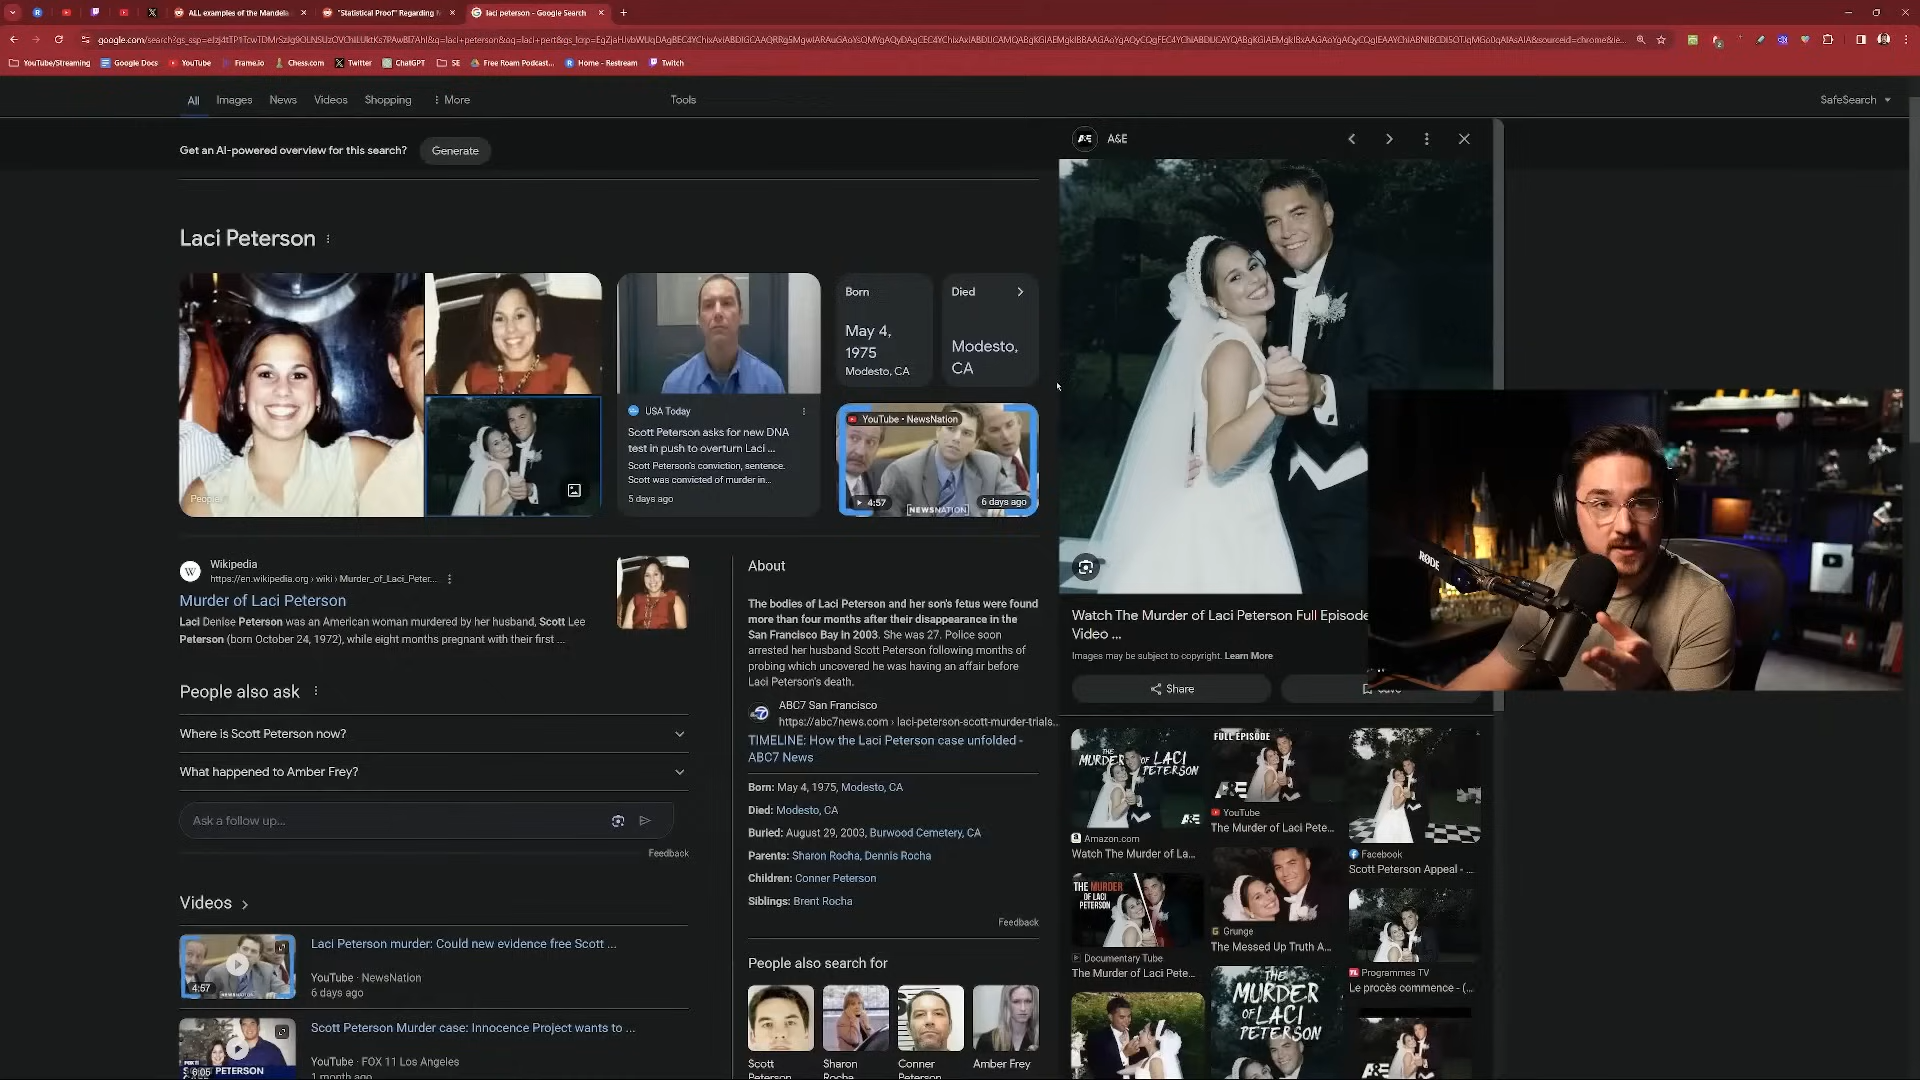 ALL examples of the Mandela
"Statistical Proof" Regarding
laci peterson - Google Search
YouTube/Streaming
Google Docs
YouTube
Frame.io
Chess.com
Twitter
ChatGPT
SE
Free Roam Podcast...
Home - Restream
Twitch
All
Images
News
Videos
Shopping
More
Tools
SafeSearch
Get an AI-powered overview for this search?
Generate
Laci Peterson
People
USA Today
Scott Peterson asks for new DNA
test in push to overturn Laci ...
Scott Peterson's conviction, sentence.
Scott was convicted of murder in...
5 days ago
Born
May 4,
1975
Modesto, CA
Died
Modesto,
CA
YouTube • NewsNation
4:57
6 days ago
NEWSNATION
Wikipedia
https://en.wikipedia.org › wiki › Murder_of_Laci_Peter...
Murder of Laci Peterson
Laci Denise Peterson was an American woman murdered by her husband, Scott Lee
Peterson (born October 24, 1972), while eight months pregnant with their first ...
People also ask
Where is Scott Peterson now?
What happened to Amber Frey?
Ask a follow up...
Feedback
Videos
Laci Peterson murder: Could new evidence free Scott ...
YouTube · NewsNation
6 days ago
4:57
Scott Peterson Murder case: Innocence Project wants to ...
YouTube · FOX 11 Los Angeles
1 month ago
6:05
PETERSON
About
The bodies of Laci Peterson and her son's fetus were found
more than four months after their disappearance in the
San Francisco Bay in 2003. She was 27. Police soon
arrested her husband Scott Peterson following months of
probing which uncovered he was having an affair before
Laci Peterson's death.
ABC7 San Francisco
https://abc7news.com › laci-peterson-scott-murder-trials...
TIMELINE: How the Laci Peterson case unfolded -
ABC7 News
Born: May 4, 1975, Modesto, CA
Died: Modesto, CA
Buried: August 29, 2003, Burwood Cemetery, CA
Parents: Sharon Rocha, Dennis Rocha
Children: Conner Peterson
Siblings: Brent Rocha
Feedback
People also search for
Scott
Peterson
Sharon
Rocha
Conner
Peterson
Amber Frey
A&E
A&E
Watch The Murder of Laci Peterson Full Episode
Video ...
Images may be subject to copyright. Learn More
Share
THE
MURDER OF LACI
PETERSON
A&E
Amazon.com
Watch The Murder of La...
FULL EPISODE
A&E
YouTube
The Murder of Laci Pete...
Facebook
Scott Peterson Appeal - ...
THE MURDER
OF LACI
PETERSON
Documentary Tube
The Murder of Laci Pete...
Grunge
The Messed Up Truth A...
Programmes TV
Le procès commence - (...
THE
MURDER
OF LACI
PETERSON
A&E
RØDE